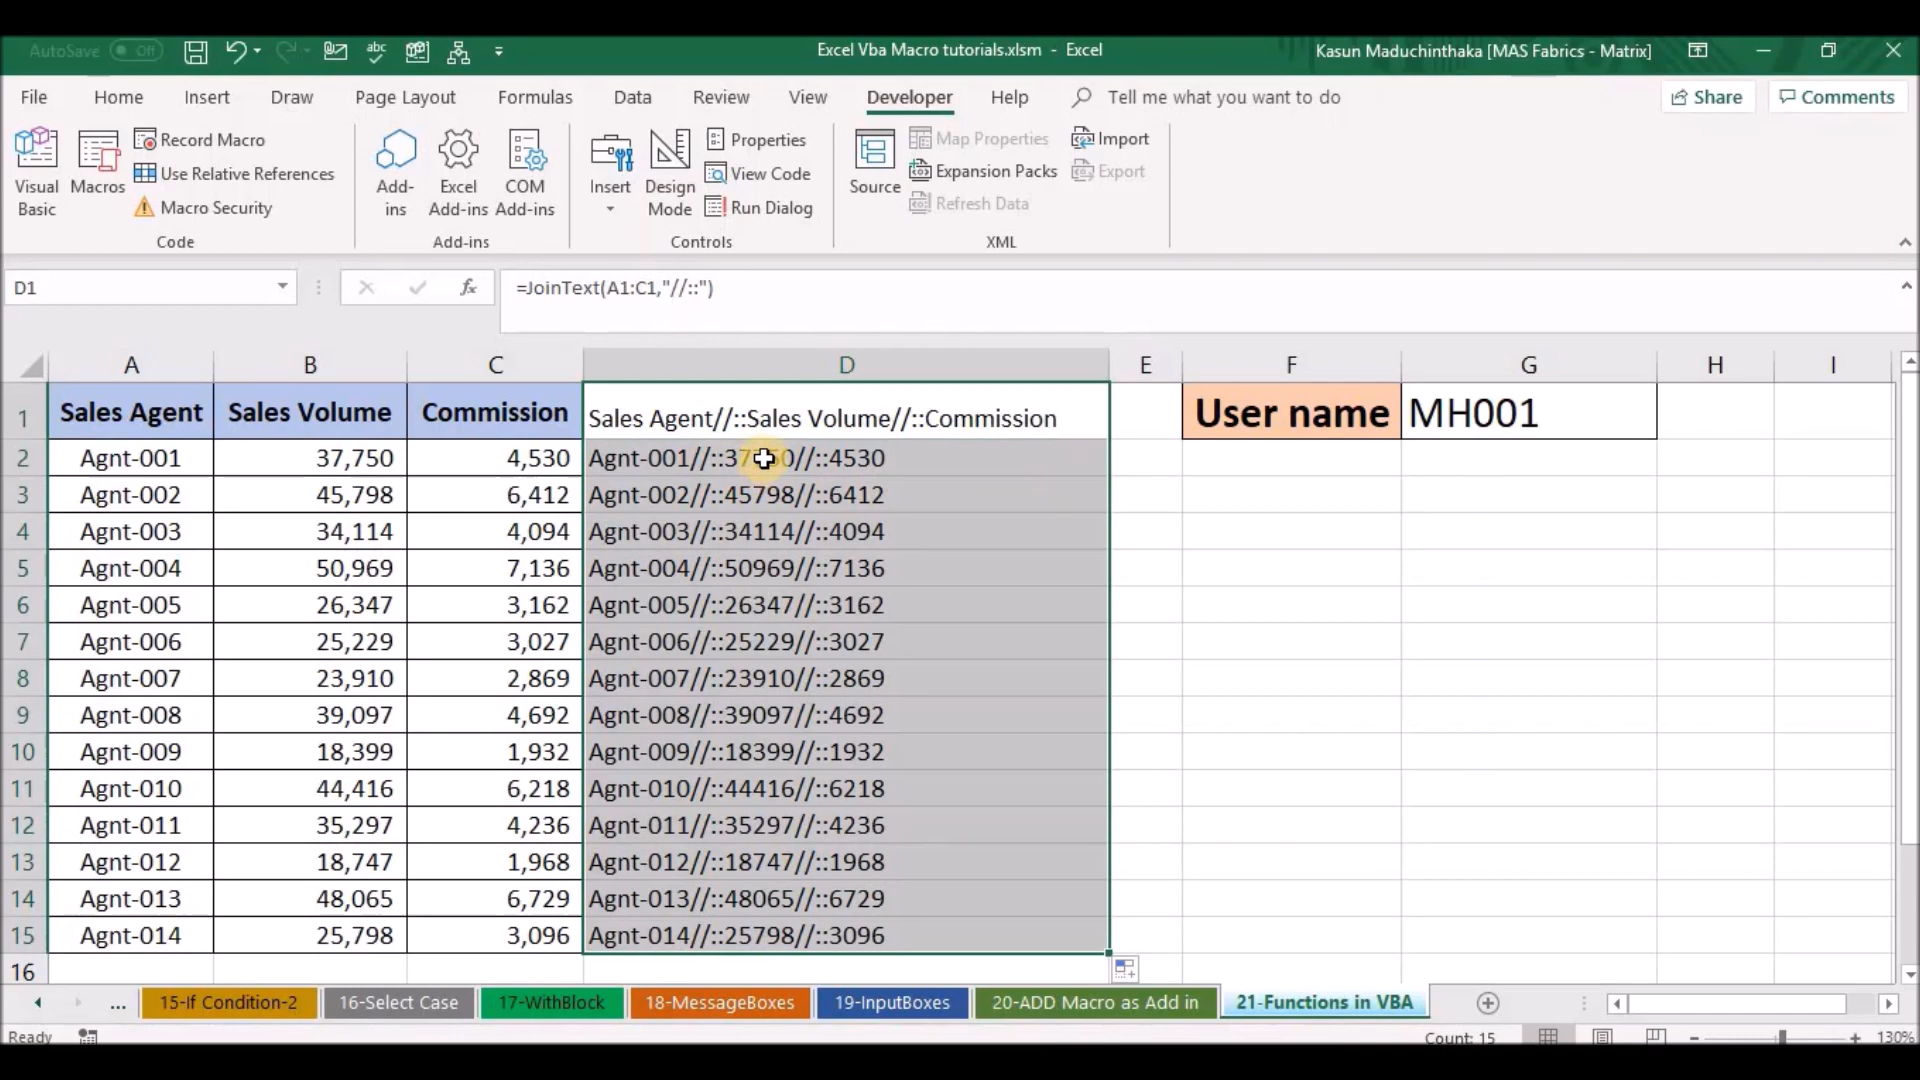 AutoSave Off
Excel Vba Macro tutorials.xlsm - Excel
Kasun Maduchinthaka [MAS Fabrics - Matrix]
File Home Insert Draw Page Layout Formulas Data Review View Developer Help Tell me what you want to do Share Comments
Visual Basic
Macros
Record Macro
Use Relative References
Macro Security
Code
Add-ins
Excel Add-ins
COM Add-ins
Add-ins
Insert
Design Mode
Properties
View Code
Run Dialog
Controls
Source
Map Properties
Expansion Packs
Refresh Data
Import
Export
XML
D1 fx =JoinText(A1:C1,"//::")
A B C D E F G H I
1 Sales Agent Sales Volume Commission Sales Agent//::Sales Volume//::Commission User name MH001
2 Agnt-001 37,750 4,530 Agnt-001//::37750//::4530
3 Agnt-002 45,798 6,412 Agnt-002//::45798//::6412
4 Agnt-003 34,114 4,094 Agnt-003//::34114//::4094
5 Agnt-004 50,969 7,136 Agnt-004//::50969//::7136
6 Agnt-005 26,347 3,162 Agnt-005//::26347//::3162
7 Agnt-006 25,229 3,027 Agnt-006//::25229//::3027
8 Agnt-007 23,910 2,869 Agnt-007//::23910//::2869
9 Agnt-008 39,097 4,692 Agnt-008//::39097//::4692
10 Agnt-009 18,399 1,932 Agnt-009//::18399//::1932
11 Agnt-010 44,416 6,218 Agnt-010//::44416//::6218
12 Agnt-011 35,297 4,236 Agnt-011//::35297//::4236
13 Agnt-012 18,747 1,968 Agnt-012//::18747//::1968
14 Agnt-013 48,065 6,729 Agnt-013//::48065//::6729
15 Agnt-014 25,798 3,096 Agnt-014//::25798//::3096
16
... 15-If Condition-2 16-Select Case 17-WithBlock 18-MessageBoxes 19-InputBoxes 20-ADD Macro as Add in 21-Functions in VBA
Ready Count: 15 130%